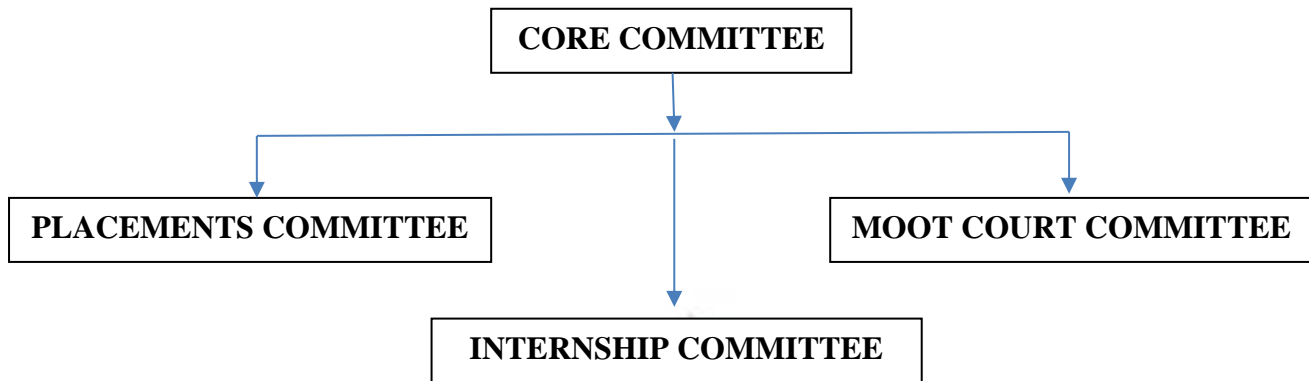 CORE COMMITTEE
PLACEMENTS COMMITTEE
MOOT COURT COMMITTEE
INTERNSHIP COMMITTEE